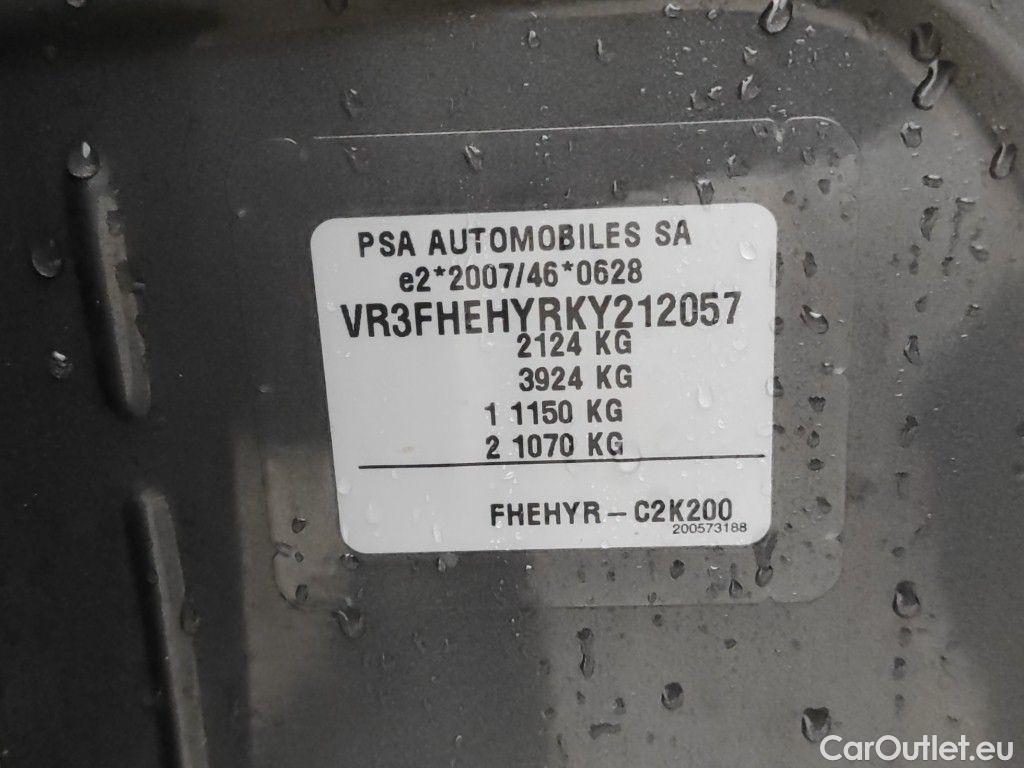 PSA AUTOMOBILES SA
e2*2007/46*0628
VR3FHEHYRKY212057
2124 KG
3924 KG
1 1150 KG
2 1070 KG
FHEHYR – C2K200
200573188
CarOutlet.eu